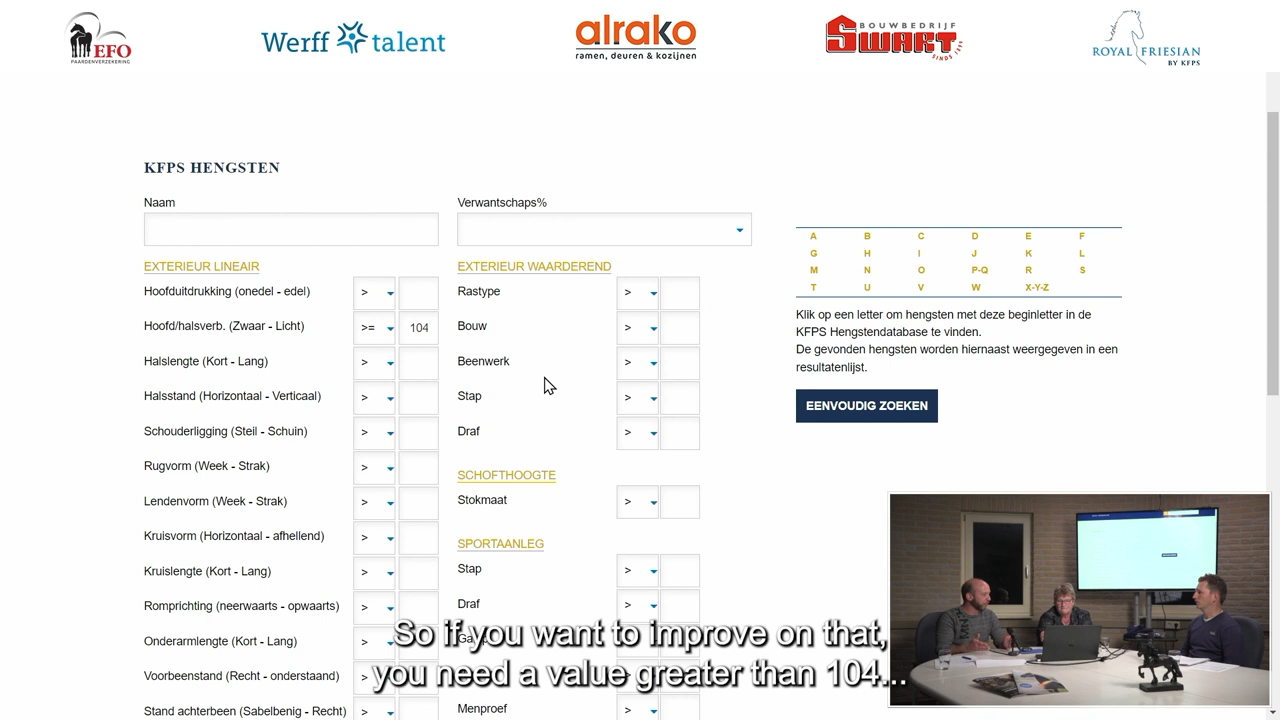 EFO
PAARDENVERZEKERING
Werff talent
alrako
ramen, deuren & kozijnen
BOUWBEDRIJF
SWART
SINDS 1879
ROYAL FRIESIAN
BY KFPS
KFPS HENGSTEN
Naam
Verwantschaps%
EXTERIEUR LINEAIR
Hoofduitdrukking (onedel - edel) >
Hoofd/halsverb. (Zwaar - Licht) >= 104
Halslengte (Kort - Lang) >
Halsstand (Horizontaal - Verticaal) >
Schouderligging (Steil - Schuin) >
Rugvorm (Week - Strak) >
Lendenvorm (Week - Strak) >
Kruisvorm (Horizontaal - afhellend) >
Kruislengte (Kort - Lang) >
Romprichting (neerwaarts - opwaarts) >
Onderarmlengte (Kort - Lang) >
Voorbeenstand (Recht - onderstaand) >
Stand achterbeen (Sabelbenig - Recht) >
EXTERIEUR WAARDEREND
Rastype >
Bouw >
Beenwerk >
Stap >
Draf >
SCHOFTHOOGTE
Stokmaat >
SPORTAANLEG
Stap >
Draf >
Menproef >
A B C D E F
G H I J K L
M N O P-Q R S
T U V W X-Y-Z
Klik op een letter om hengsten met deze beginletter in de
KFPS Hengstendatabase te vinden.
De gevonden hengsten worden hiernaast weergegeven in een
resultatenlijst.
EENVOUDIG ZOEKEN
So if you want to improve on that,
you need a value greater than 104...